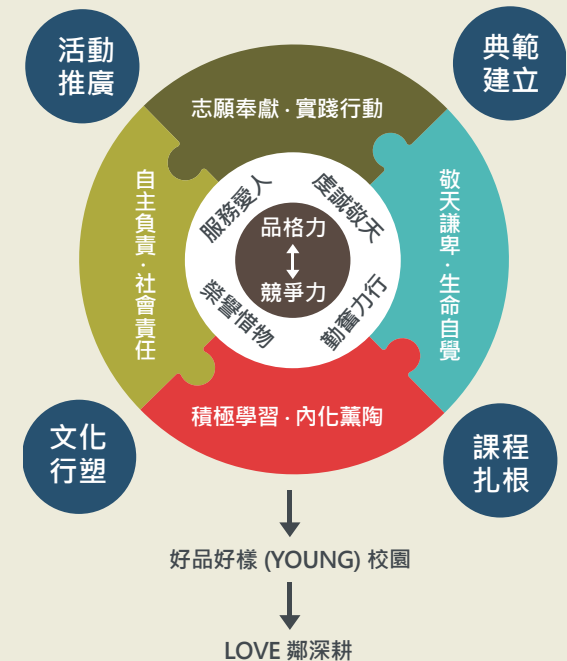 活動
推廣
典範
建立
志願奉獻 · 實踐行動
自主負責 · 社會責任
敬天謙卑 · 生命自覺
服務愛人
虔誠敬天
品格力
競爭力
榮譽惜物
勤奮力行
積極學習 · 內化薰陶
文化
行塑
課程
扎根
好品好樣 (YOUNG) 校園
LOVE 鄰深耕